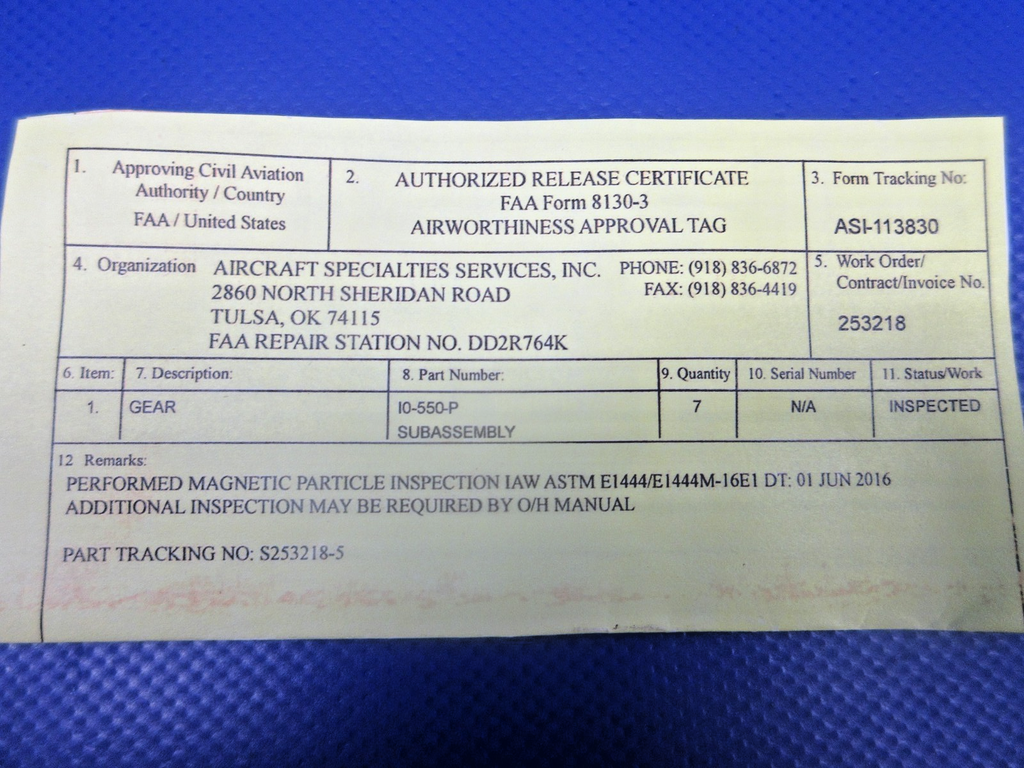 1. Approving Civil Aviation
Authority / Country
FAA / United States
2. AUTHORIZED RELEASE CERTIFICATE
FAA Form 8130-3
AIRWORTHINESS APPROVAL TAG
3. Form Tracking No:
ASI-113830
4. Organization AIRCRAFT SPECIALTIES SERVICES, INC. PHONE: (918) 836-6872
2860 NORTH SHERIDAN ROAD FAX: (918) 836-4419
TULSA, OK 74115
FAA REPAIR STATION NO. DD2R764K
5. Work Order/
Contract/Invoice No.
253218
6. Item: 7. Description: 8. Part Number: 9. Quantity 10. Serial Number 11. Status/Work
1. GEAR I0-550-P 7 N/A INSPECTED
SUBASSEMBLY
12 Remarks:
PERFORMED MAGNETIC PARTICLE INSPECTION IAW ASTM E1444/E1444M-16E1 DT: 01 JUN 2016
ADDITIONAL INSPECTION MAY BE REQUIRED BY O/H MANUAL
PART TRACKING NO: S253218-5